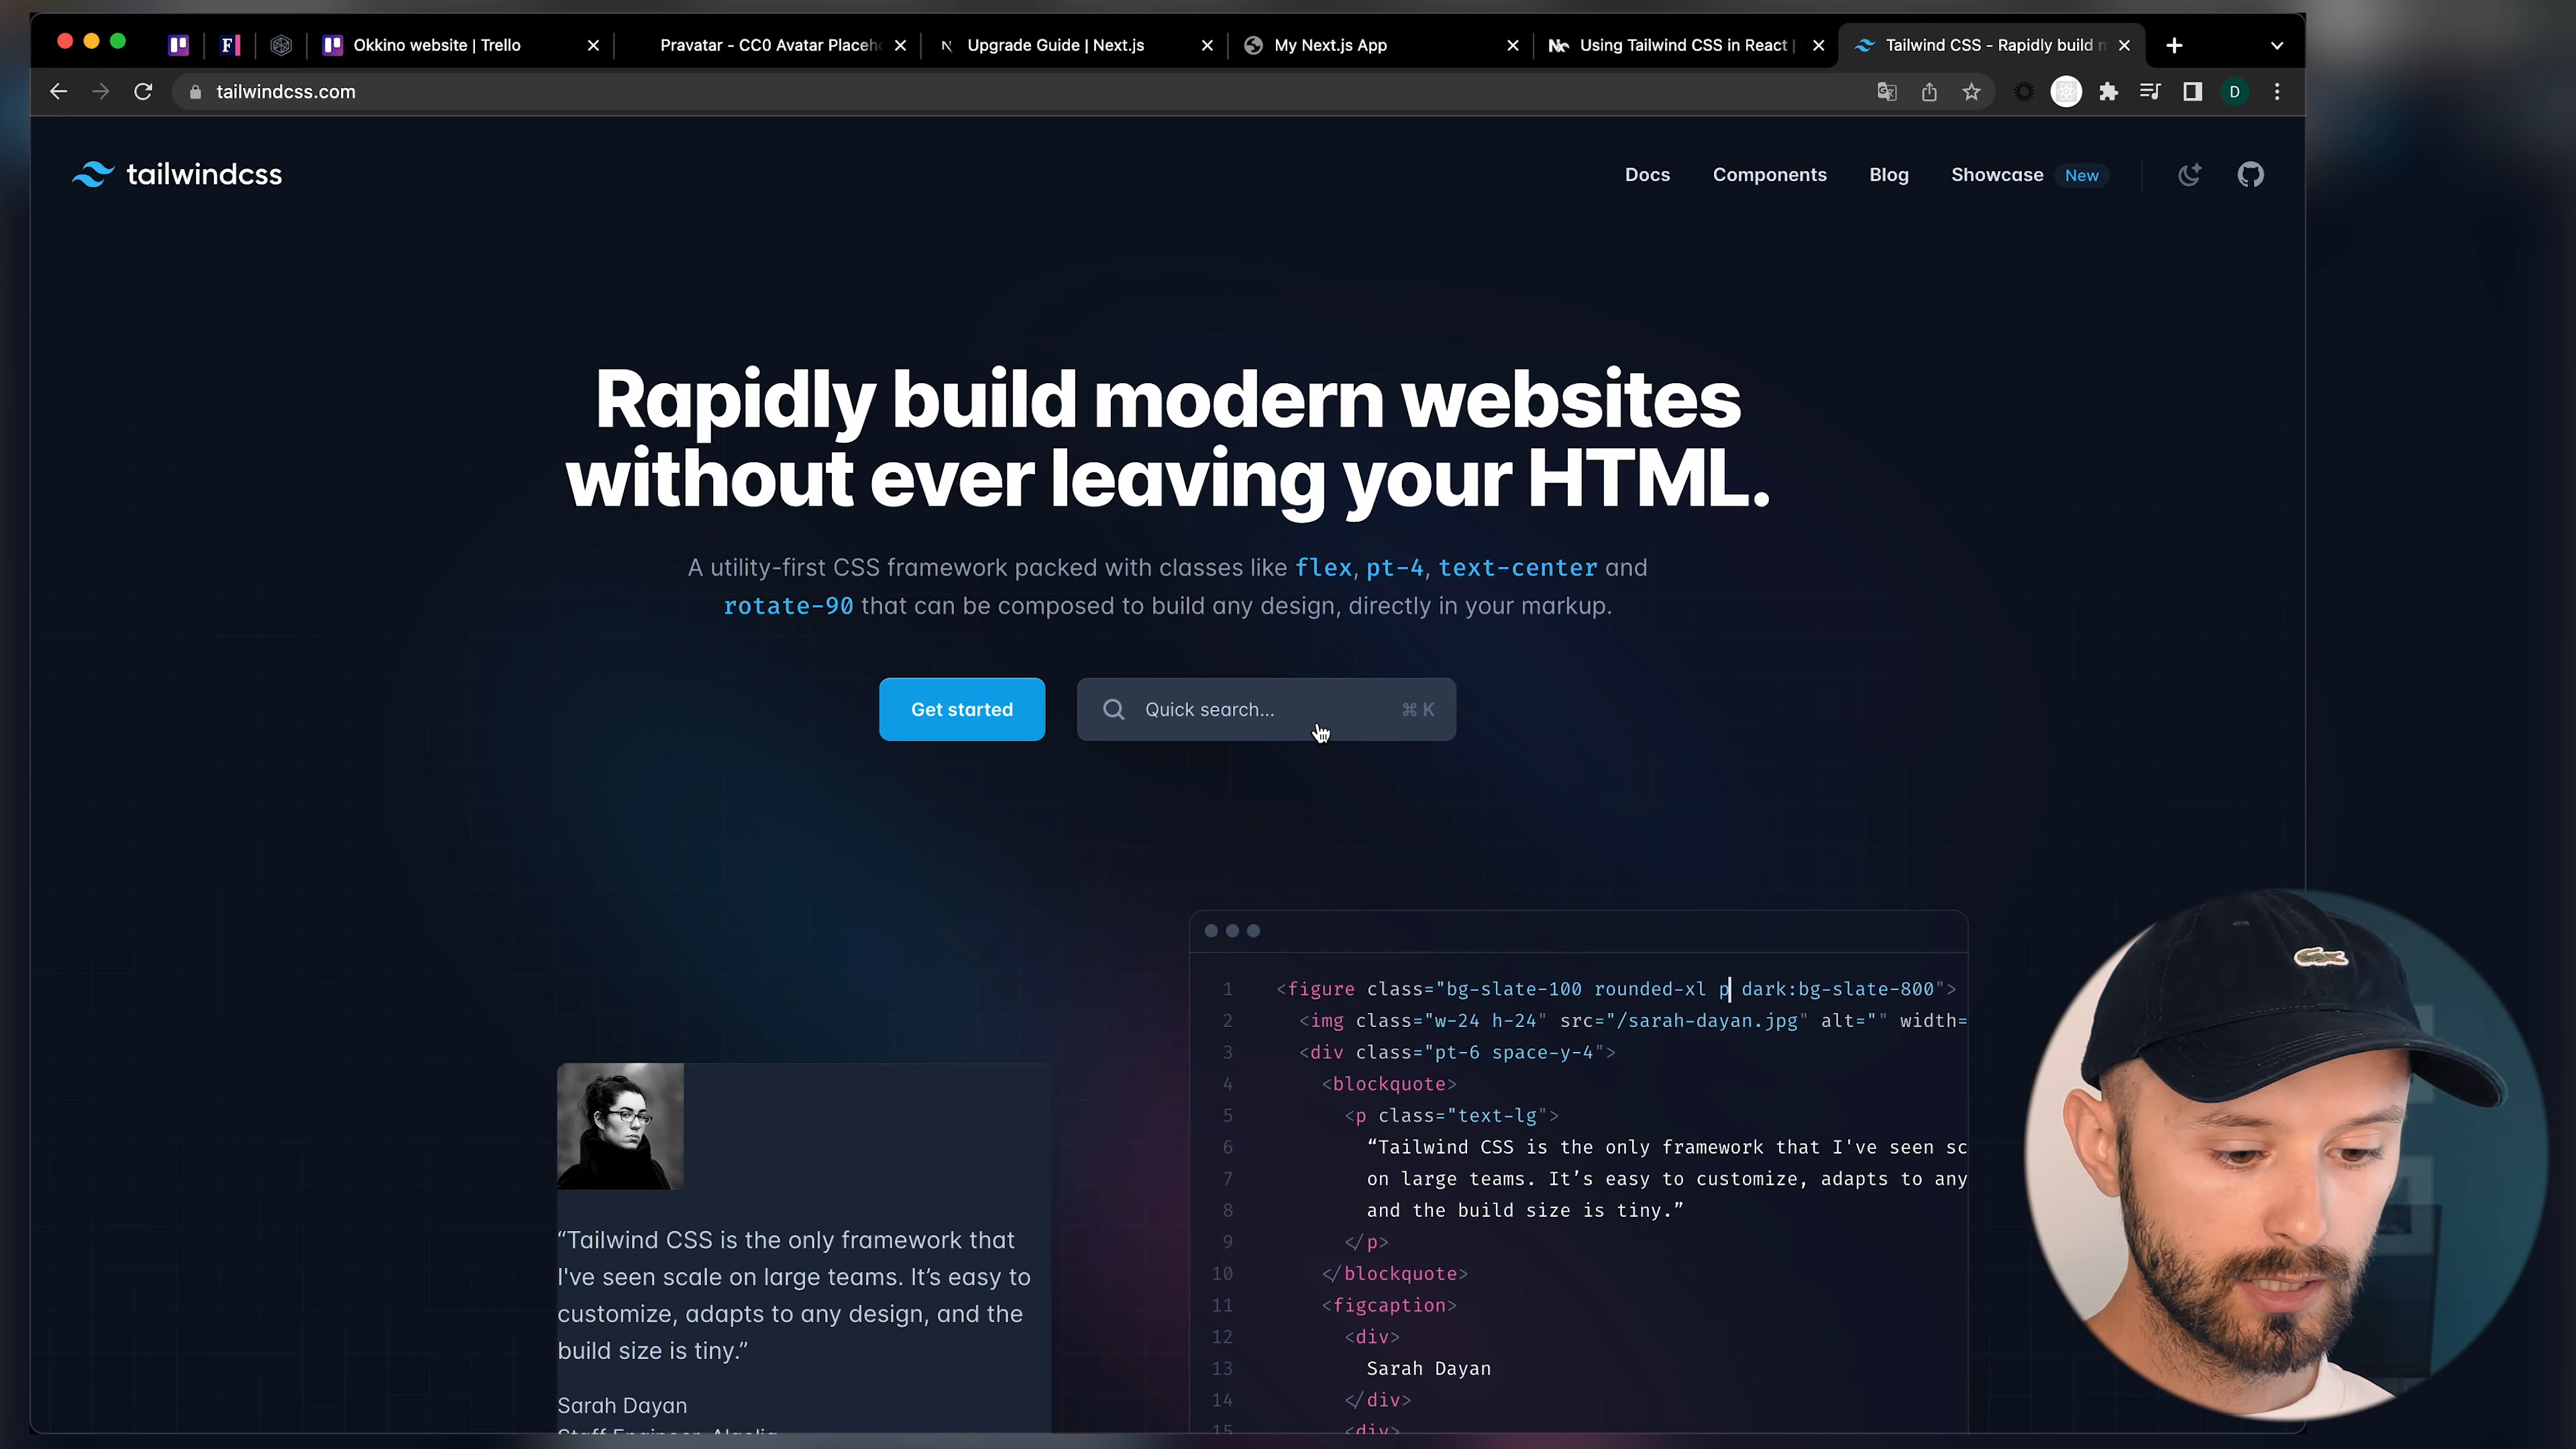 Okkino website | Trello
Pravatar - CC0 Avatar Placeho
Upgrade Guide | Next.js
My Next.js App
Using Tailwind CSS in React |
Tailwind CSS - Rapidly build m
tailwindcss.com
D
tailwindcss
Docs
Components
Blog
Showcase
New
Rapidly build modern websites
without ever leaving your HTML.
A utility-first CSS framework packed with classes like flex, pt-4, text-center and
rotate-90 that can be composed to build any design, directly in your markup.
Get started
Quick search...
⌘ K
1 <figure class="bg-slate-100 rounded-xl p dark:bg-slate-800">
2 <img class="w-24 h-24" src="/sarah-dayan.jpg" alt="" width=
3 <div class="pt-6 space-y-4">
4 <blockquote>
5 <p class="text-lg">
6 “Tailwind CSS is the only framework that I've seen sc
7 on large teams. It’s easy to customize, adapts to any
8 and the build size is tiny.”
9 </p>
10 </blockquote>
11 <figcaption>
12 <div>
13 Sarah Dayan
14 </div>
15 <div>
“Tailwind CSS is the only framework that
I've seen scale on large teams. It’s easy to
customize, adapts to any design, and the
build size is tiny.”
Sarah Dayan
Staff Engineer, Algolia